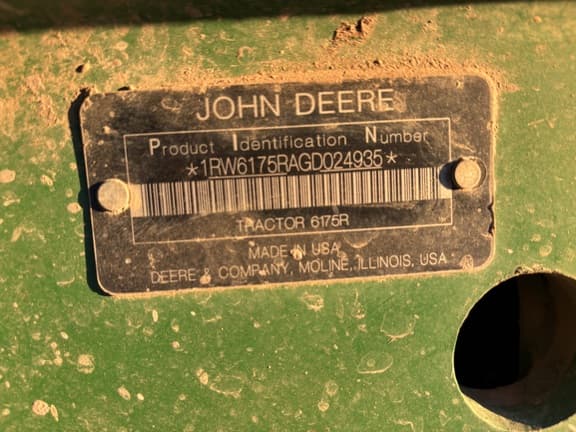 JOHN DEERE
Product Identification Number
*1RW6175RAGD024935*
TRACTOR 6175R
MADE IN USA
DEERE & COMPANY, MOLINE, ILLINOIS, USA